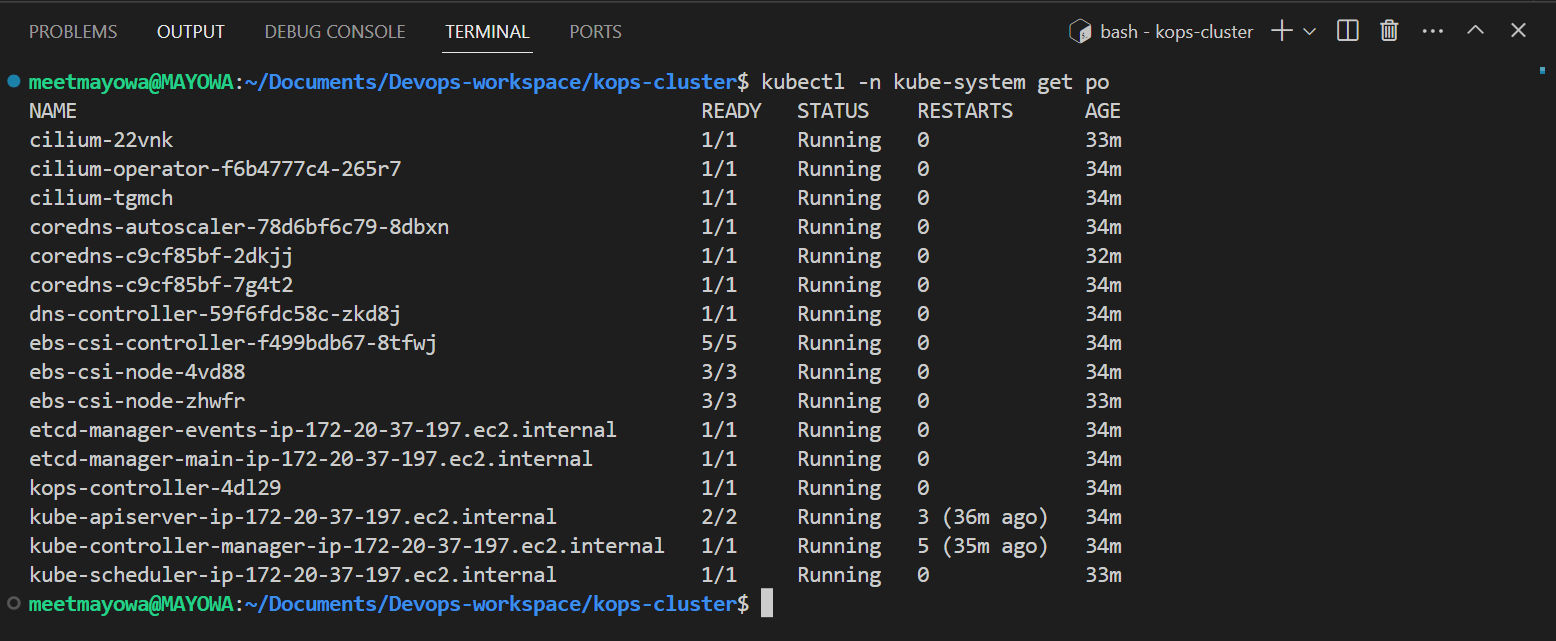 PROBLEMS OUTPUT DEBUG CONSOLE TERMINAL PORTS bash - kops-cluster
meetmayowa@MAYOWA:~/Documents/Devops-workspace/kops-cluster$ kubectl -n kube-system get po
NAME READY STATUS RESTARTS AGE
cilium-22vnk 1/1 Running 0 33m
cilium-operator-f6b4777c4-265r7 1/1 Running 0 34m
cilium-tgmch 1/1 Running 0 34m
coredns-autoscaler-78d6bf6c79-8dbxn 1/1 Running 0 34m
coredns-c9cf85bf-2dkjj 1/1 Running 0 32m
coredns-c9cf85bf-7g4t2 1/1 Running 0 34m
dns-controller-59f6fdc58c-zkd8j 1/1 Running 0 34m
ebs-csi-controller-f499bdb67-8tfwj 5/5 Running 0 34m
ebs-csi-node-4vd88 3/3 Running 0 34m
ebs-csi-node-zhwfr 3/3 Running 0 33m
etcd-manager-events-ip-172-20-37-197.ec2.internal 1/1 Running 0 34m
etcd-manager-main-ip-172-20-37-197.ec2.internal 1/1 Running 0 34m
kops-controller-4dl29 1/1 Running 0 34m
kube-apiserver-ip-172-20-37-197.ec2.internal 2/2 Running 3 (36m ago) 34m
kube-controller-manager-ip-172-20-37-197.ec2.internal 1/1 Running 5 (35m ago) 34m
kube-scheduler-ip-172-20-37-197.ec2.internal 1/1 Running 0 33m
meetmayowa@MAYOWA:~/Documents/Devops-workspace/kops-cluster$